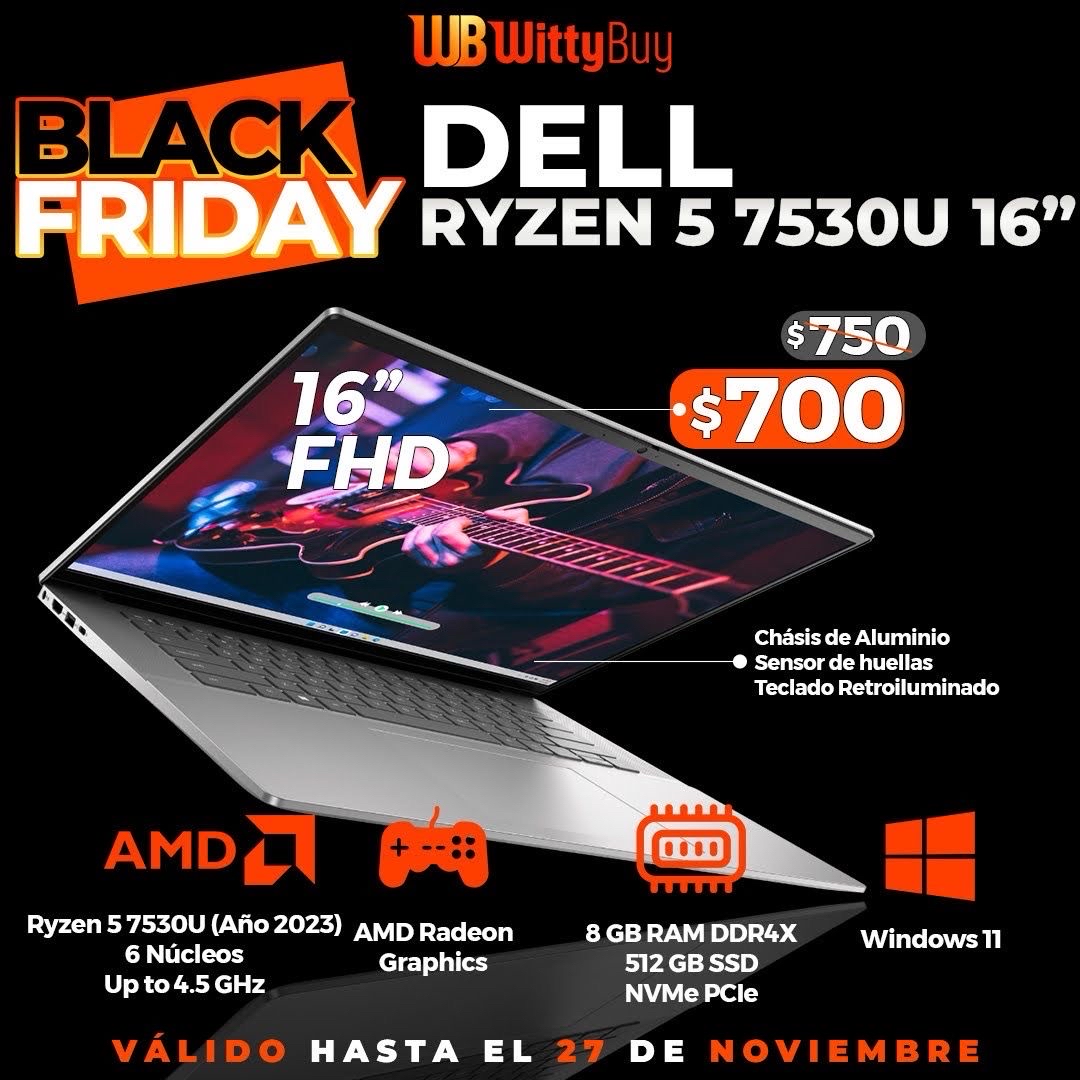 WB WittyBuy
BLACK
FRIDAY
DELL
RYZEN 5 7530U 16”
$750
$700
16”
FHD
Chásis de Aluminio
Sensor de huellas
Teclado Retroiluminado
AMD
Ryzen 5 7530U (Año 2023)
6 Núcleos
Up to 4.5 GHz
AMD Radeon
Graphics
8 GB RAM DDR4X
512 GB SSD
NVMe PCIe
Windows 11
VÁLIDO HASTA EL 27 DE NOVIEMBRE